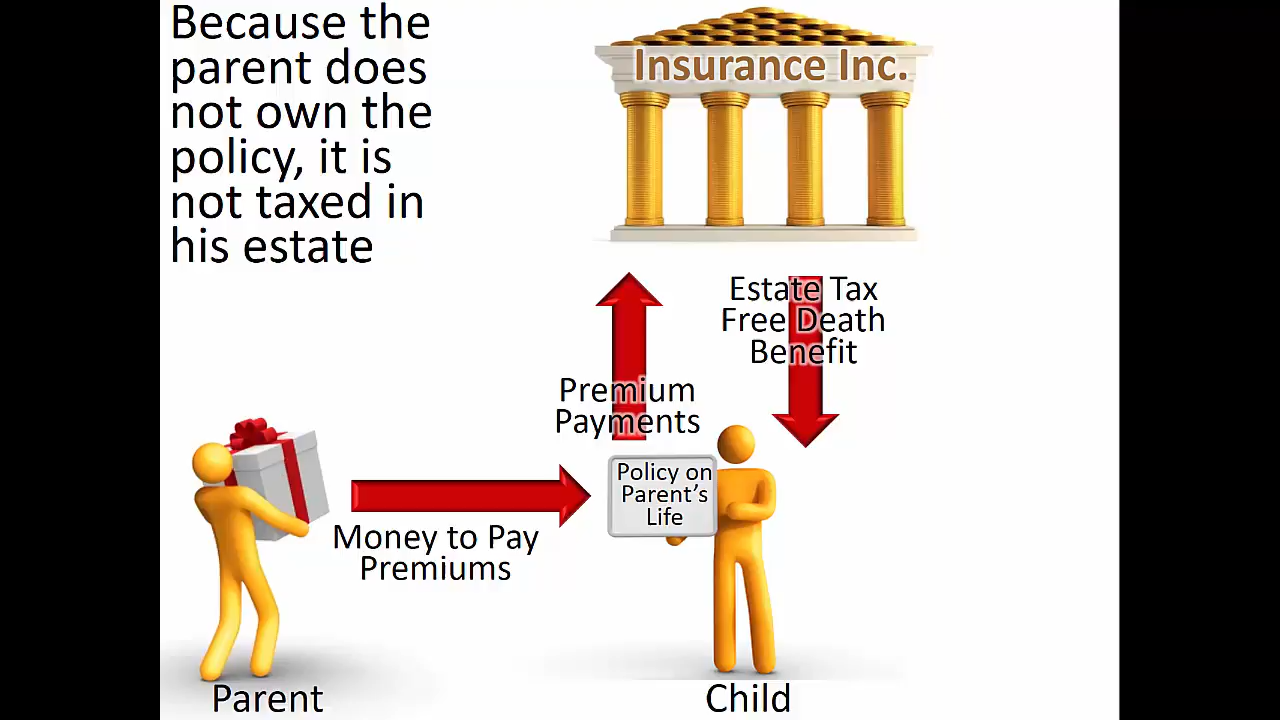 Because the
parent does
not own the
policy, it is
not taxed in
his estate
Insurance Inc.
Estate Tax
Free Death
Benefit
Premium
Payments
Policy on
Parent's
Life
Money to Pay
Premiums
Parent
Child